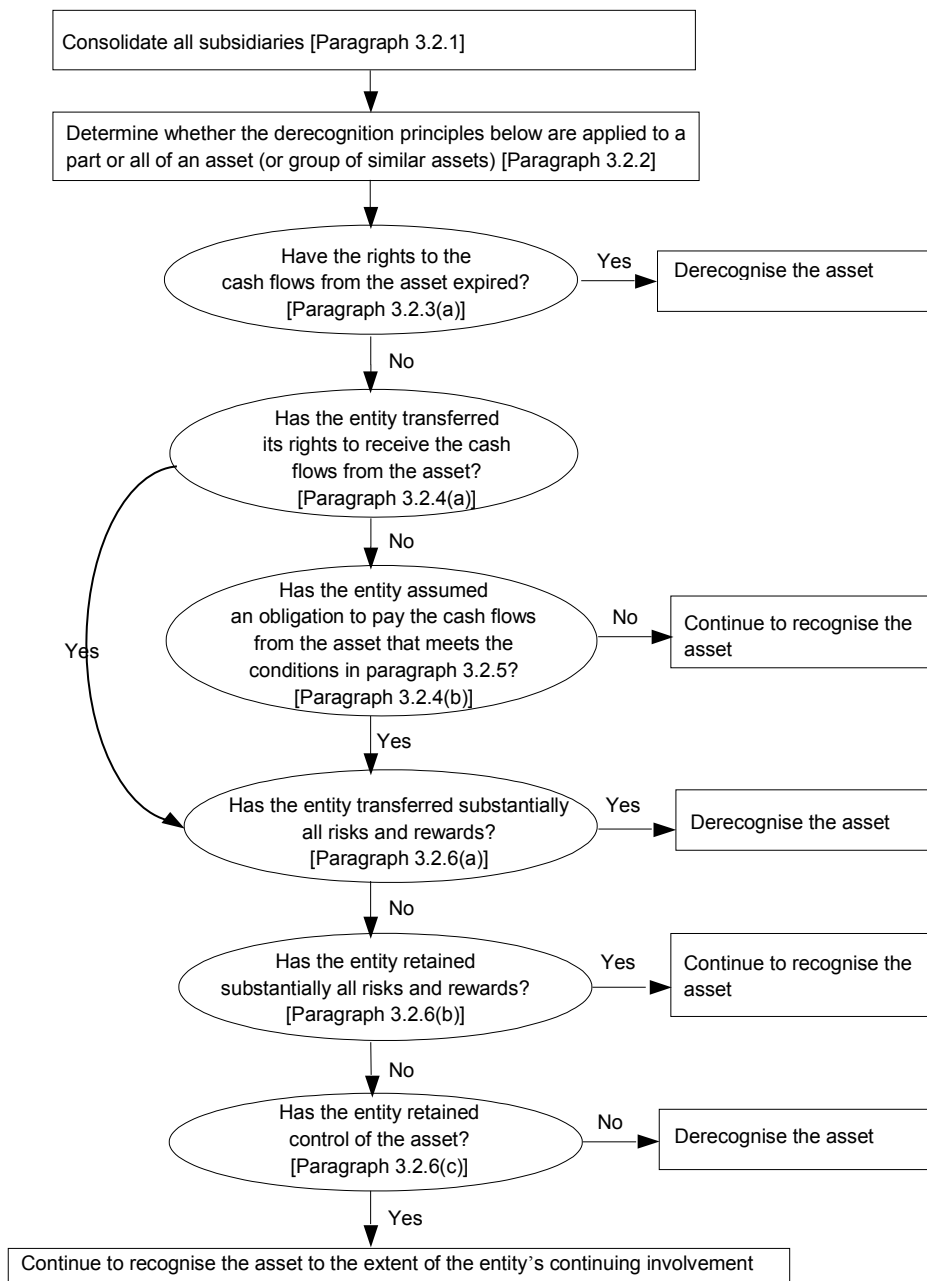 Consolidate all subsidiaries [Paragraph 3.2.1]
Determine whether the derecognition principles below are applied to a
part or all of an asset (or group of similar assets) [Paragraph 3.2.2]
Have the rights to the
cash flows from the asset expired?
[Paragraph 3.2.3(a)]
Yes
Derecognise the asset
No
Has the entity transferred
its rights to receive the cash
flows from the asset?
[Paragraph 3.2.4(a)]
No
Has the entity assumed
an obligation to pay the cash flows
from the asset that meets the
conditions in paragraph 3.2.5?
[Paragraph 3.2.4(b)]
No
Continue to recognise the
asset
Yes
Yes
Has the entity transferred substantially
all risks and rewards?
[Paragraph 3.2.6(a)]
Yes
Derecognise the asset
No
Has the entity retained
substantially all risks and rewards?
[Paragraph 3.2.6(b)]
Yes
Continue to recognise the
asset
No
Has the entity retained
control of the asset?
[Paragraph 3.2.6(c)]
No
Derecognise the asset
Yes
Continue to recognise the asset to the extent of the entity's continuing involvement